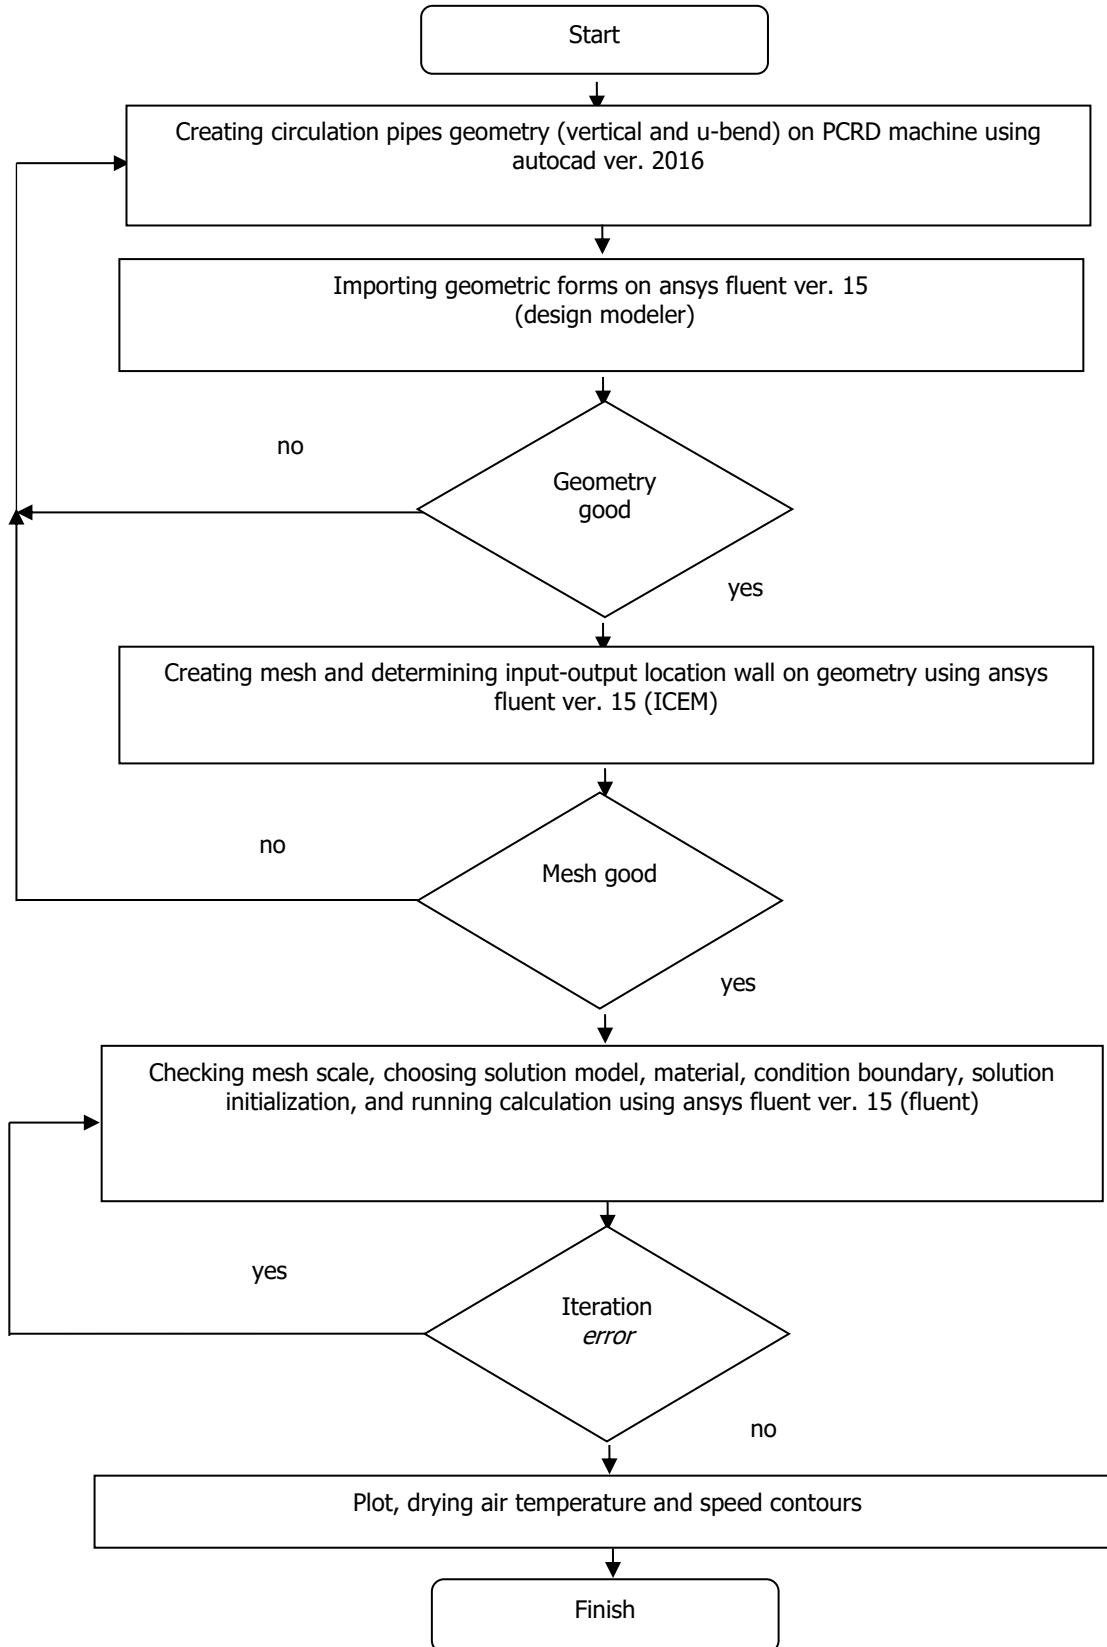 Start
Creating circulation pipes geometry (vertical and u-bend) on PCRD machine using
autocad ver. 2016
Importing geometric forms on ansys fluent ver. 15
(design modeler)
no
Geometry
good
yes
Creating mesh and determining input-output location wall on geometry using ansys
fluent ver. 15 (ICEM)
no
Mesh good
yes
Checking mesh scale, choosing solution model, material, condition boundary, solution
initialization, and running calculation using ansys fluent ver. 15 (fluent)
yes
Iteration
error
no
Plot, drying air temperature and speed contours
Finish